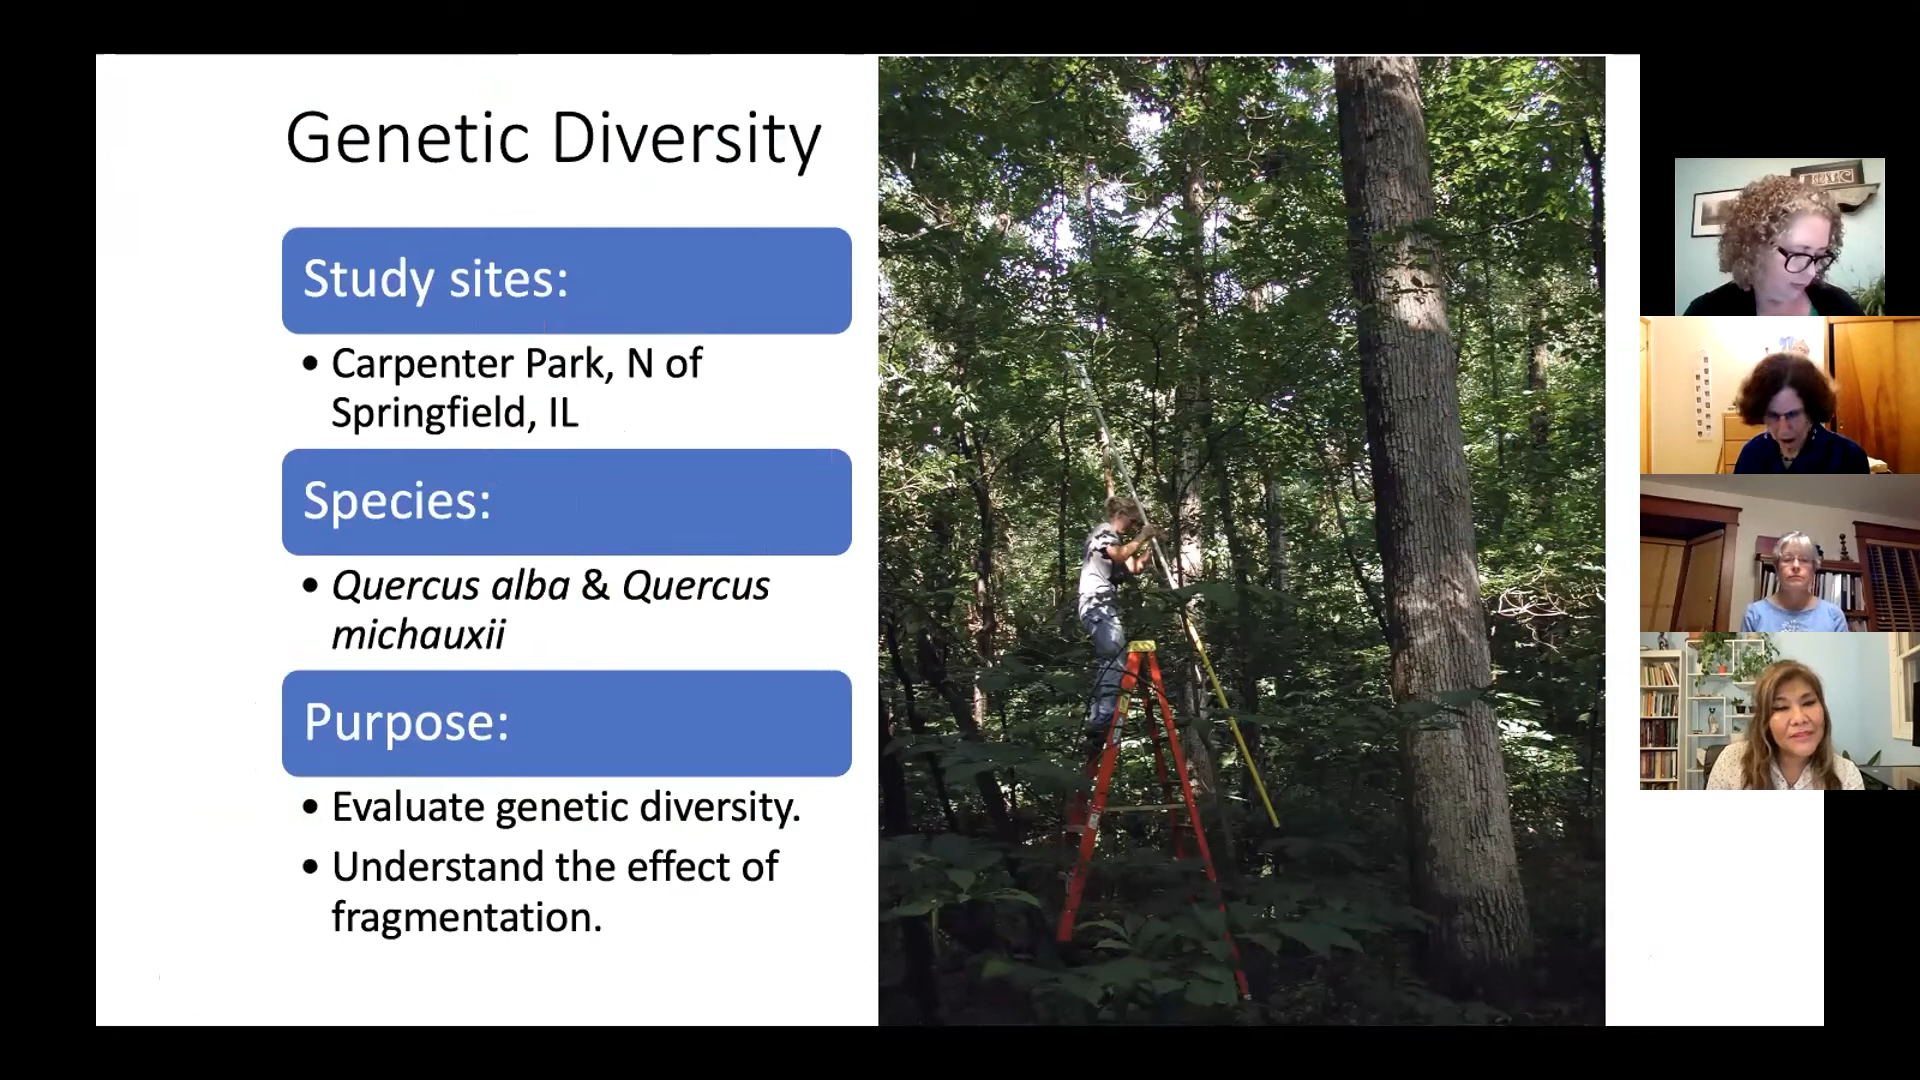 Genetic Diversity
Study sites:
• Carpenter Park, N of
Springfield, IL
Species:
• Quercus alba & Quercus
michauxii
Purpose:
• Evaluate genetic diversity.
• Understand the effect of
fragmentation.